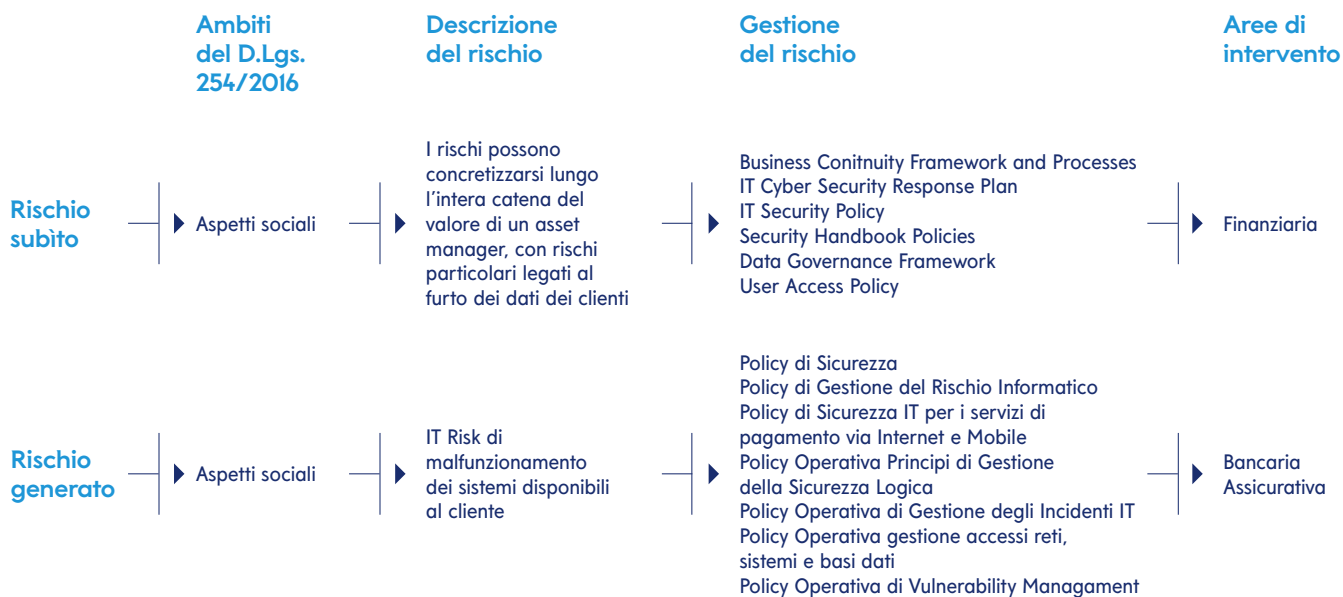 Ambiti
del D.Lgs.
254/2016
Descrizione
del rischio
Gestione
del rischio
Aree di
intervento
Rischio
subìto
Aspetti sociali
I rischi possono
concretizzarsi lungo
l'intera catena del
valore di un asset
manager, con rischi
particolari legati al
furto dei dati dei clienti
Business Conitnuity Framework and Processes
IT Cyber Security Response Plan
IT Security Policy
Security Handbook Policies
Data Governance Framework
User Access Policy
Finanziaria
Rischio
generato
Aspetti sociali
IT Risk di
malfunzionamento
dei sistemi disponibili
al cliente
Policy di Sicurezza
Policy di Gestione del Rischio Informatico
Policy di Sicurezza IT per i servizi di
pagamento via Internet e Mobile
Policy Operativa Principi di Gestione
della Sicurezza Logica
Policy Operativa di Gestione degli Incidenti IT
Policy Operativa gestione accessi reti,
sistemi e basi dati
Policy Operativa di Vulnerability Managament
Bancaria
Assicurativa